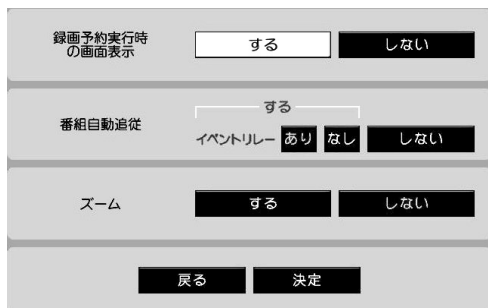 録画予約実行時
の画面表示
する しない
する
番組自動追従
イベントリレー あり なし しない
ズーム する しない
戻る 決定